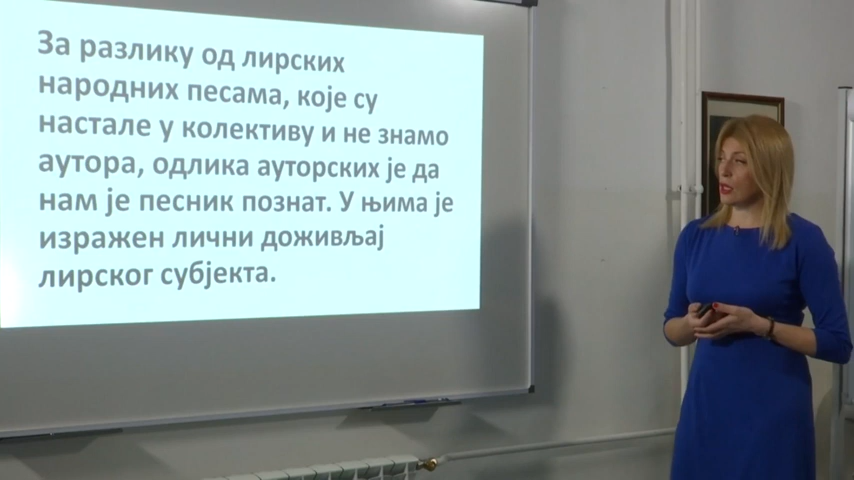 За разлику од лирских
народних песама, које су
настале у колективу и не знамо
аутора, одлика ауторских је да
нам је песник познат. У њима је
изражен лични доживљај
лирског субјекта.